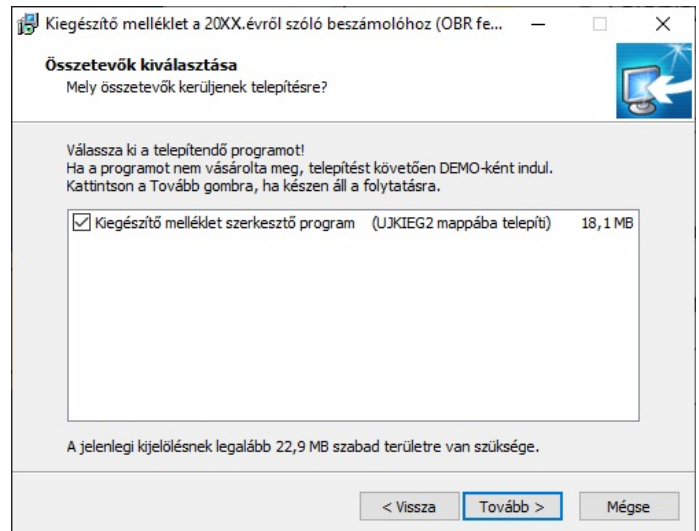 Kiegészítő melléklet a 20XX.évről szóló beszámolóhoz (OBR fe...
Összetevők kiválasztása
Mely összetevők kerüljenek telepítésre?
Válassza ki a telepítendő programot!
Ha a programot nem vásárolta meg, telepítést követően DEMO-ként indul.
Kattintson a Tovább gombra, ha készen áll a folytatásra.
Kiegészítő melléklet szerkesztő program (UJKIEG2 mappába telepíti) 18,1 MB
A jelenlegi kijelölésnek legalább 22,9 MB szabad területre van szüksége.
< Vissza Tovább > Mégse